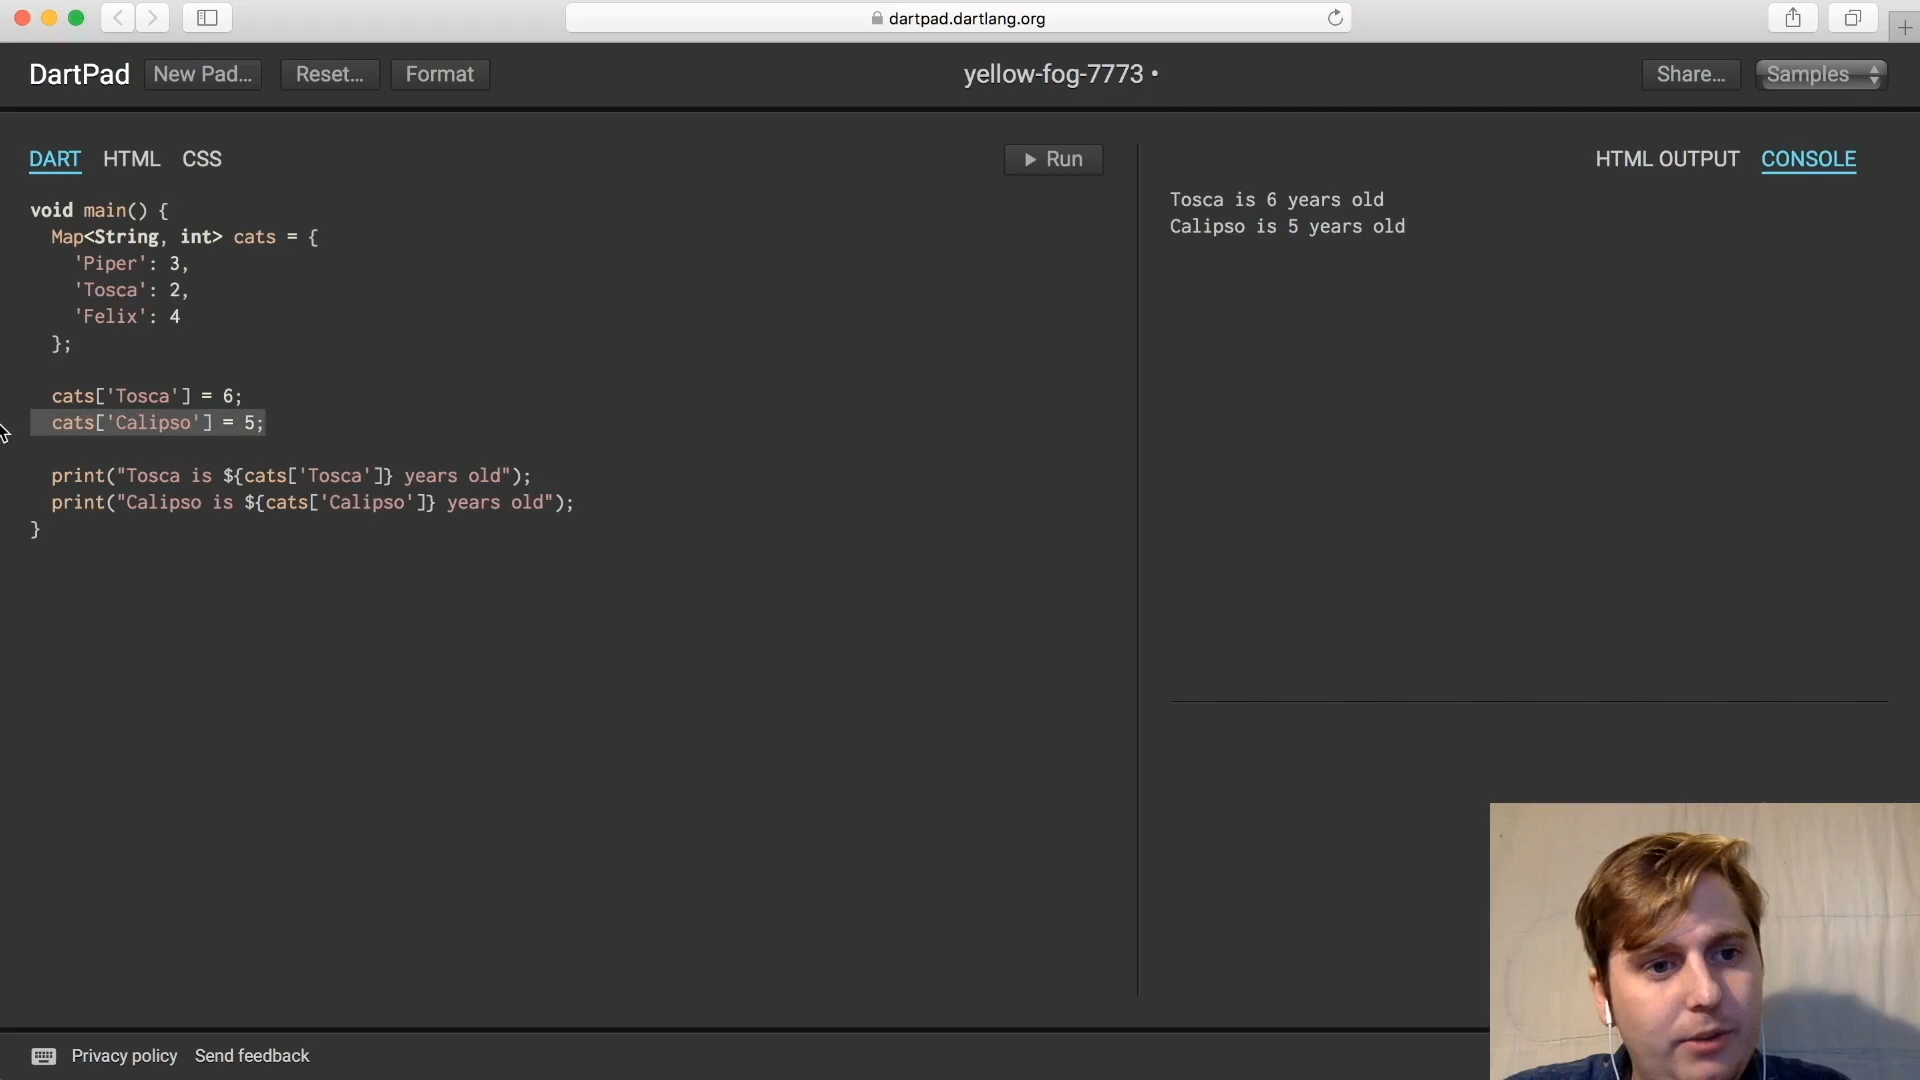 dartpad.dartlang.org
DartPad New Pad... Reset... Format yellow-fog-7773 • Share... Samples
DART HTML CSS Run HTML OUTPUT CONSOLE
void main() {
  Map<String, int> cats = {
    'Piper': 3,
    'Tosca': 2,
    'Felix': 4
  };
  cats['Tosca'] = 6;
  cats['Calipso'] = 5;
  print("Tosca is ${cats['Tosca']} years old");
  print("Calipso is ${cats['Calipso']} years old");
}
Tosca is 6 years old
Calipso is 5 years old
Privacy policy Send feedback